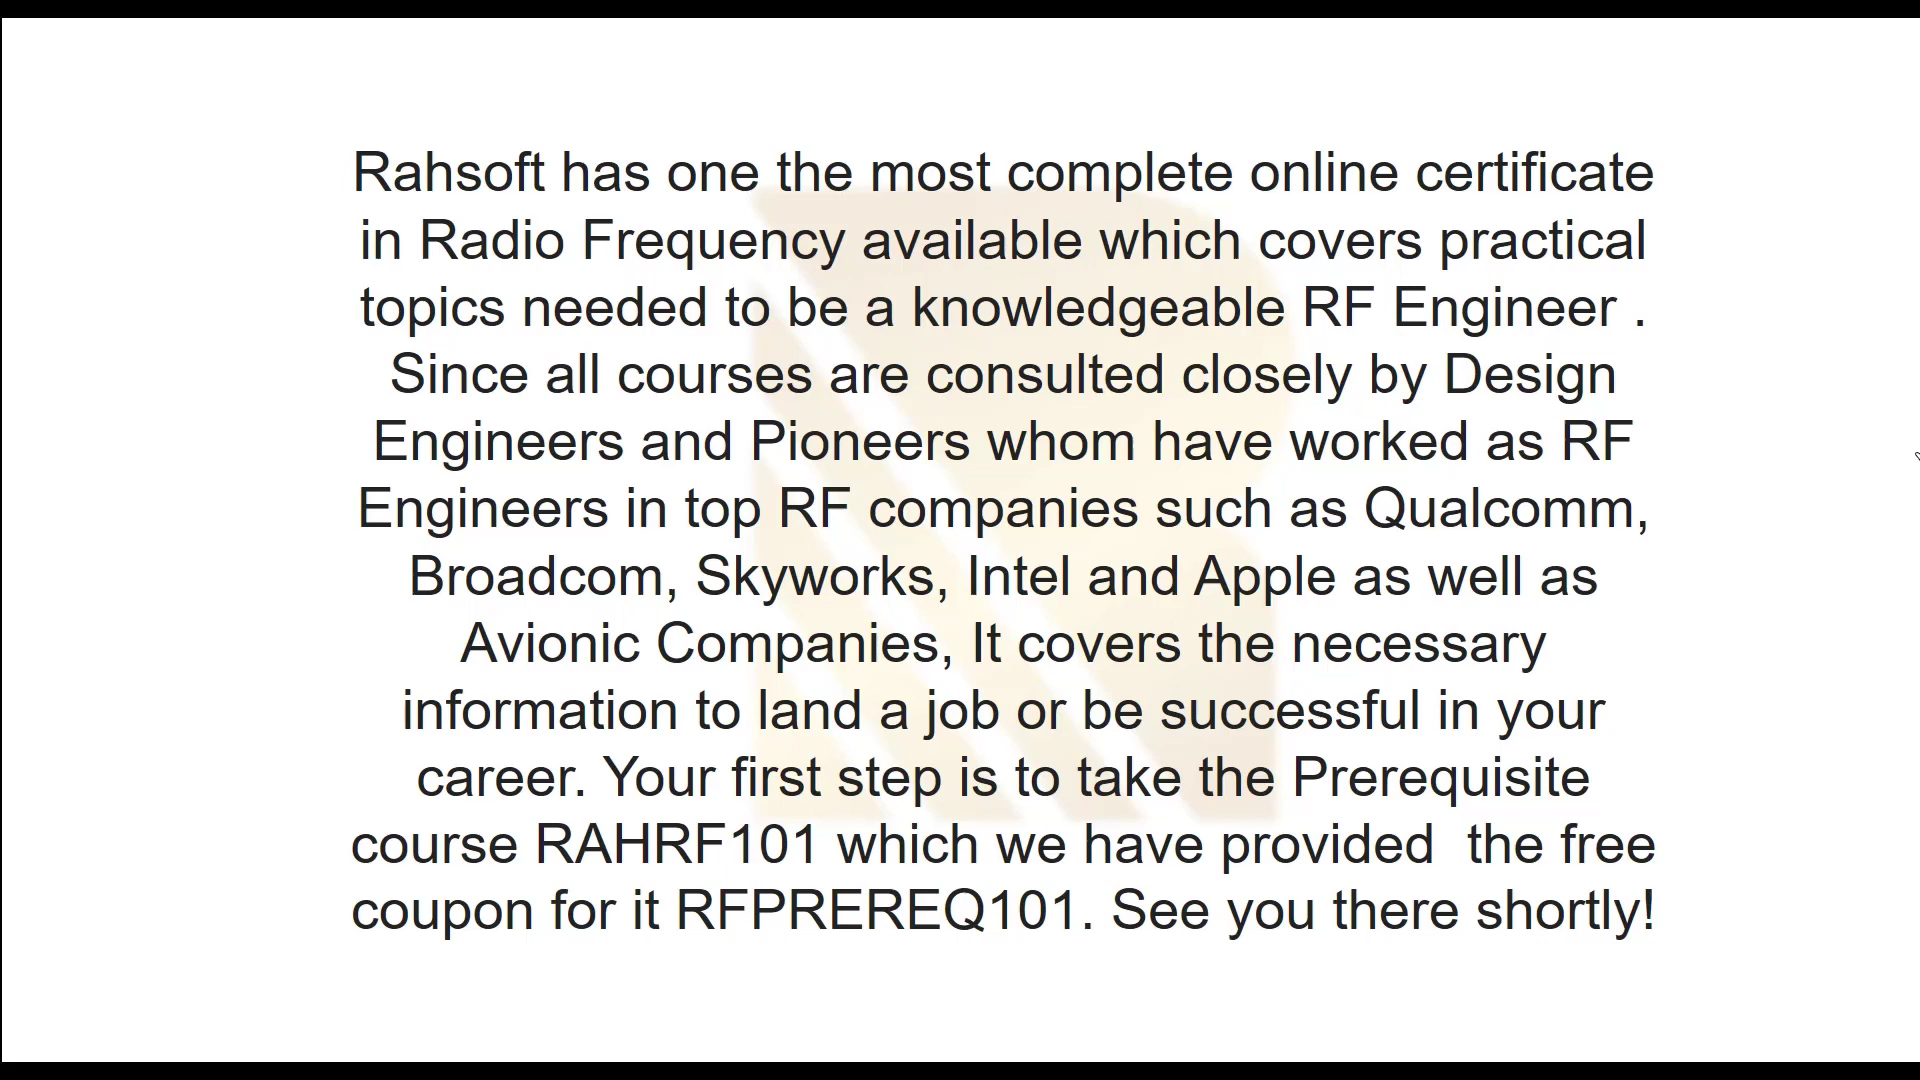 Rahsoft has one the most complete online certificate
in Radio Frequency available which covers practical
topics needed to be a knowledgeable RF Engineer .
Since all courses are consulted closely by Design
Engineers and Pioneers whom have worked as RF
Engineers in top RF companies such as Qualcomm,
Broadcom, Skyworks, Intel and Apple as well as
Avionic Companies, It covers the necessary
information to land a job or be successful in your
career. Your first step is to take the Prerequisite
course RAHRF101 which we have provided  the free
coupon for it RFPREREQ101. See you there shortly!